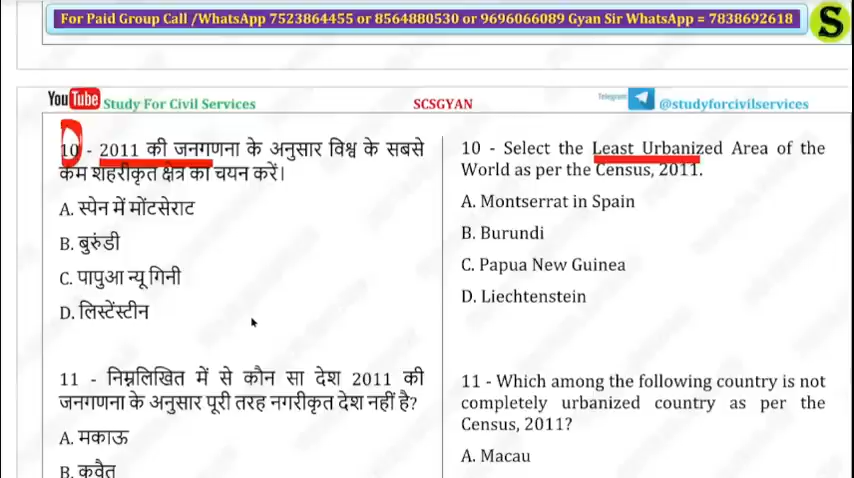 For Paid Group Call /WhatsApp 7523864455 or 8564880530 or 9696066089 Gyan Sir WhatsApp = 7838692618
S
YouTube Study For Civil Services
SCSGYAN
Telegram @studyforcivilservices
10 - 2011 की जनगणना के अनुसार विश्व के सबसे
कम शहरीकृत क्षेत्र का चयन करें।
A. स्पेन में मोंटसेराट
B. बुरुंडी
C. पापुआ न्यू गिनी
D. लिस्टेंस्टीन
11 - निम्नलिखित में से कौन सा देश 2011 की
जनगणना के अनुसार पूरी तरह नगरीकृत देश नहीं है?
A. मकाऊ
B. कुवैत
10 - Select the Least Urbanized Area of the
World as per the Census, 2011.
A. Montserrat in Spain
B. Burundi
C. Papua New Guinea
D. Liechtenstein
11 - Which among the following country is not
completely urbanized country as per the
Census, 2011?
A. Macau